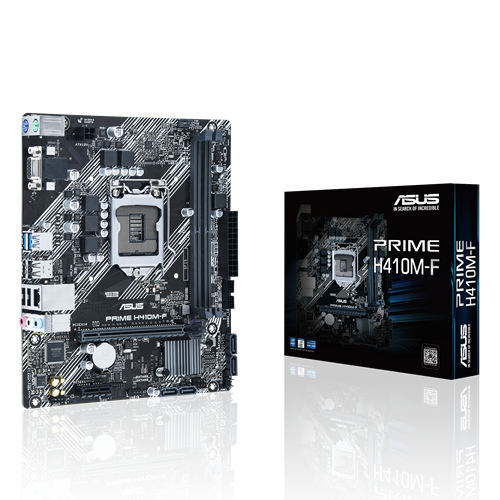 ASUS
PRIME H410M-F
ASUS
IN SEARCH OF INCREDIBLE
PRIME
H410M-F
ASUS
PRIME
H410M-F